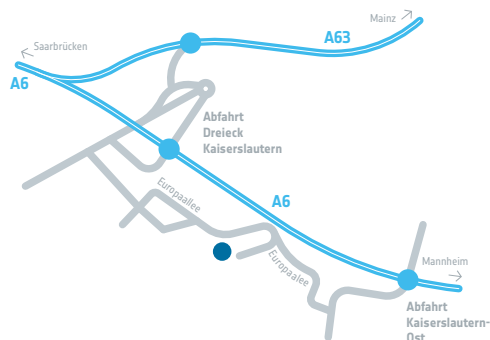 Mainz
A63
Saarbrücken
A6
Abfahrt
Dreieck
Kaiserslautern
Europaallee
A6
Europaallee
Mannheim
Abfahrt
Kaiserslautern-
Ost